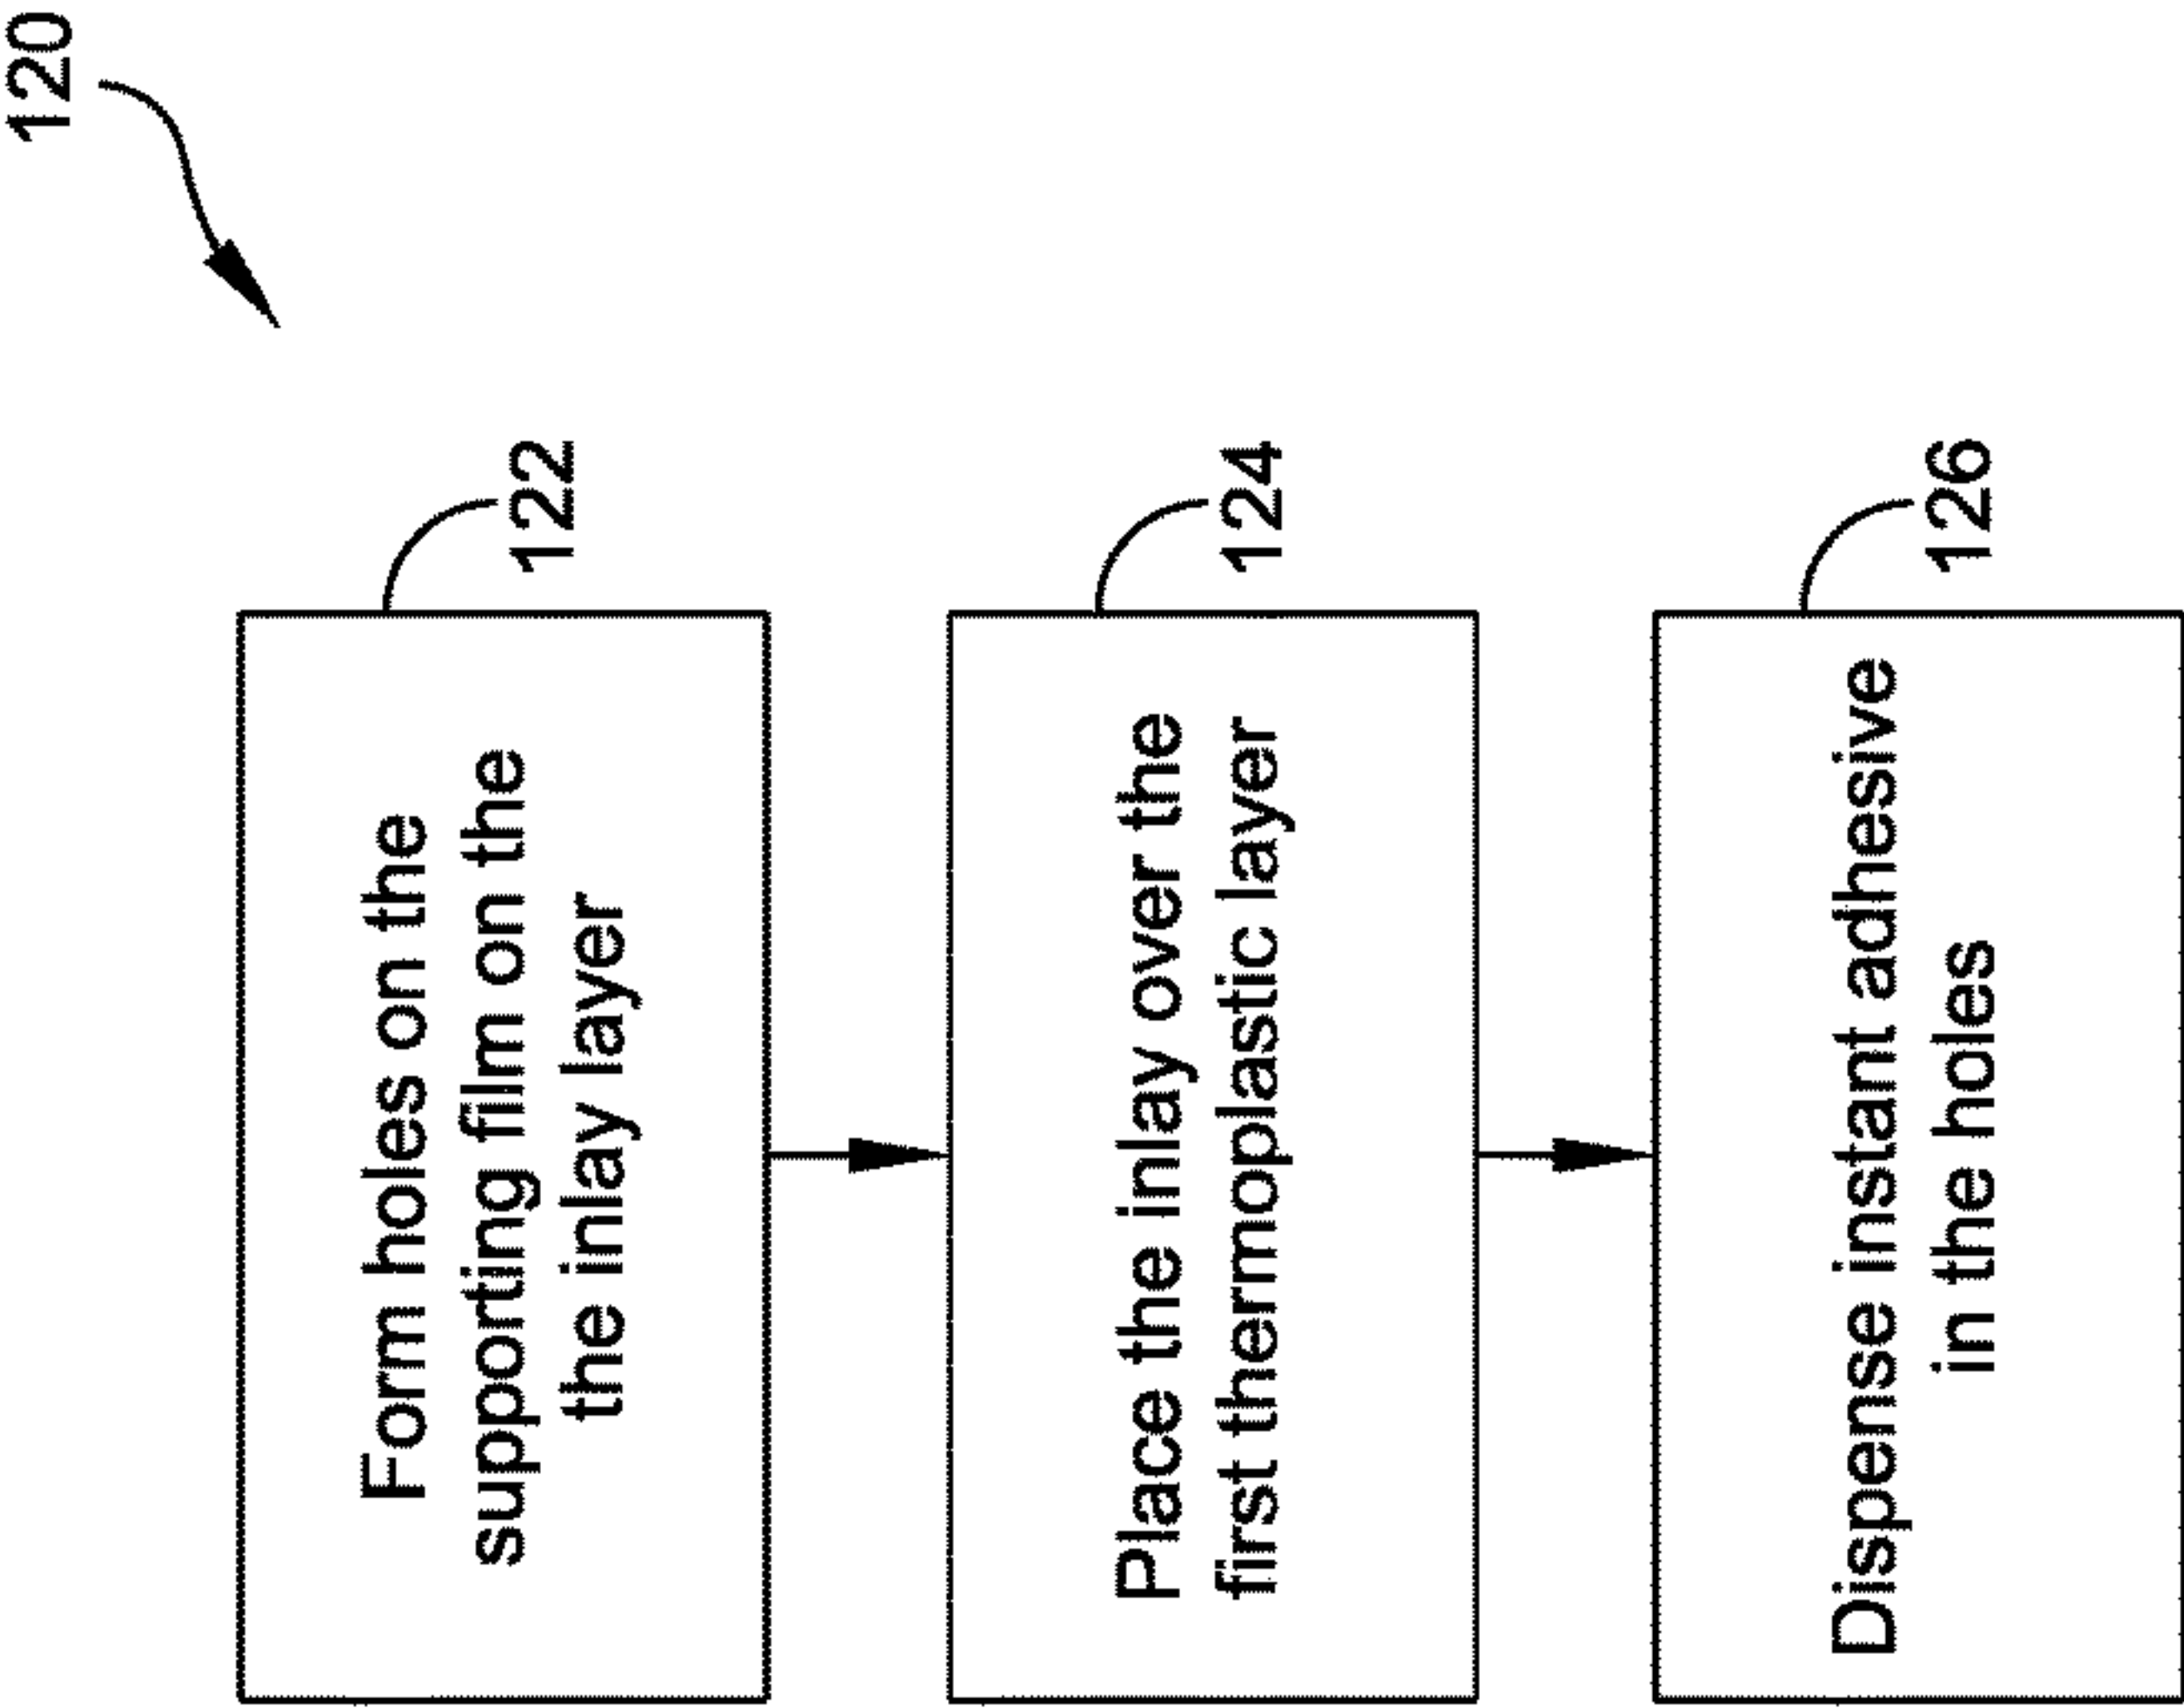 120
122
Form holes on the
supporting film on the
the inlay layer
124
Place the inlay over the
first thermoplastic layer
126
Dispense instant adhesive
in the holes